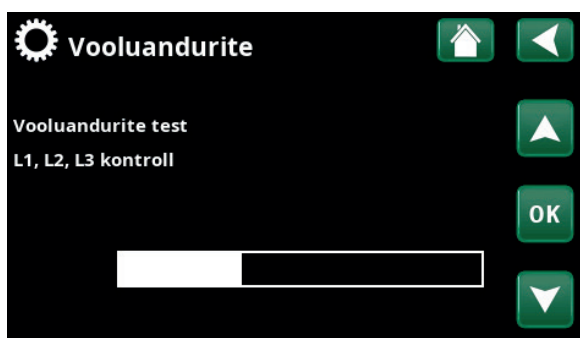 Vooluandurite
Vooluandurite test
L1, L2, L3 kontroll
OK